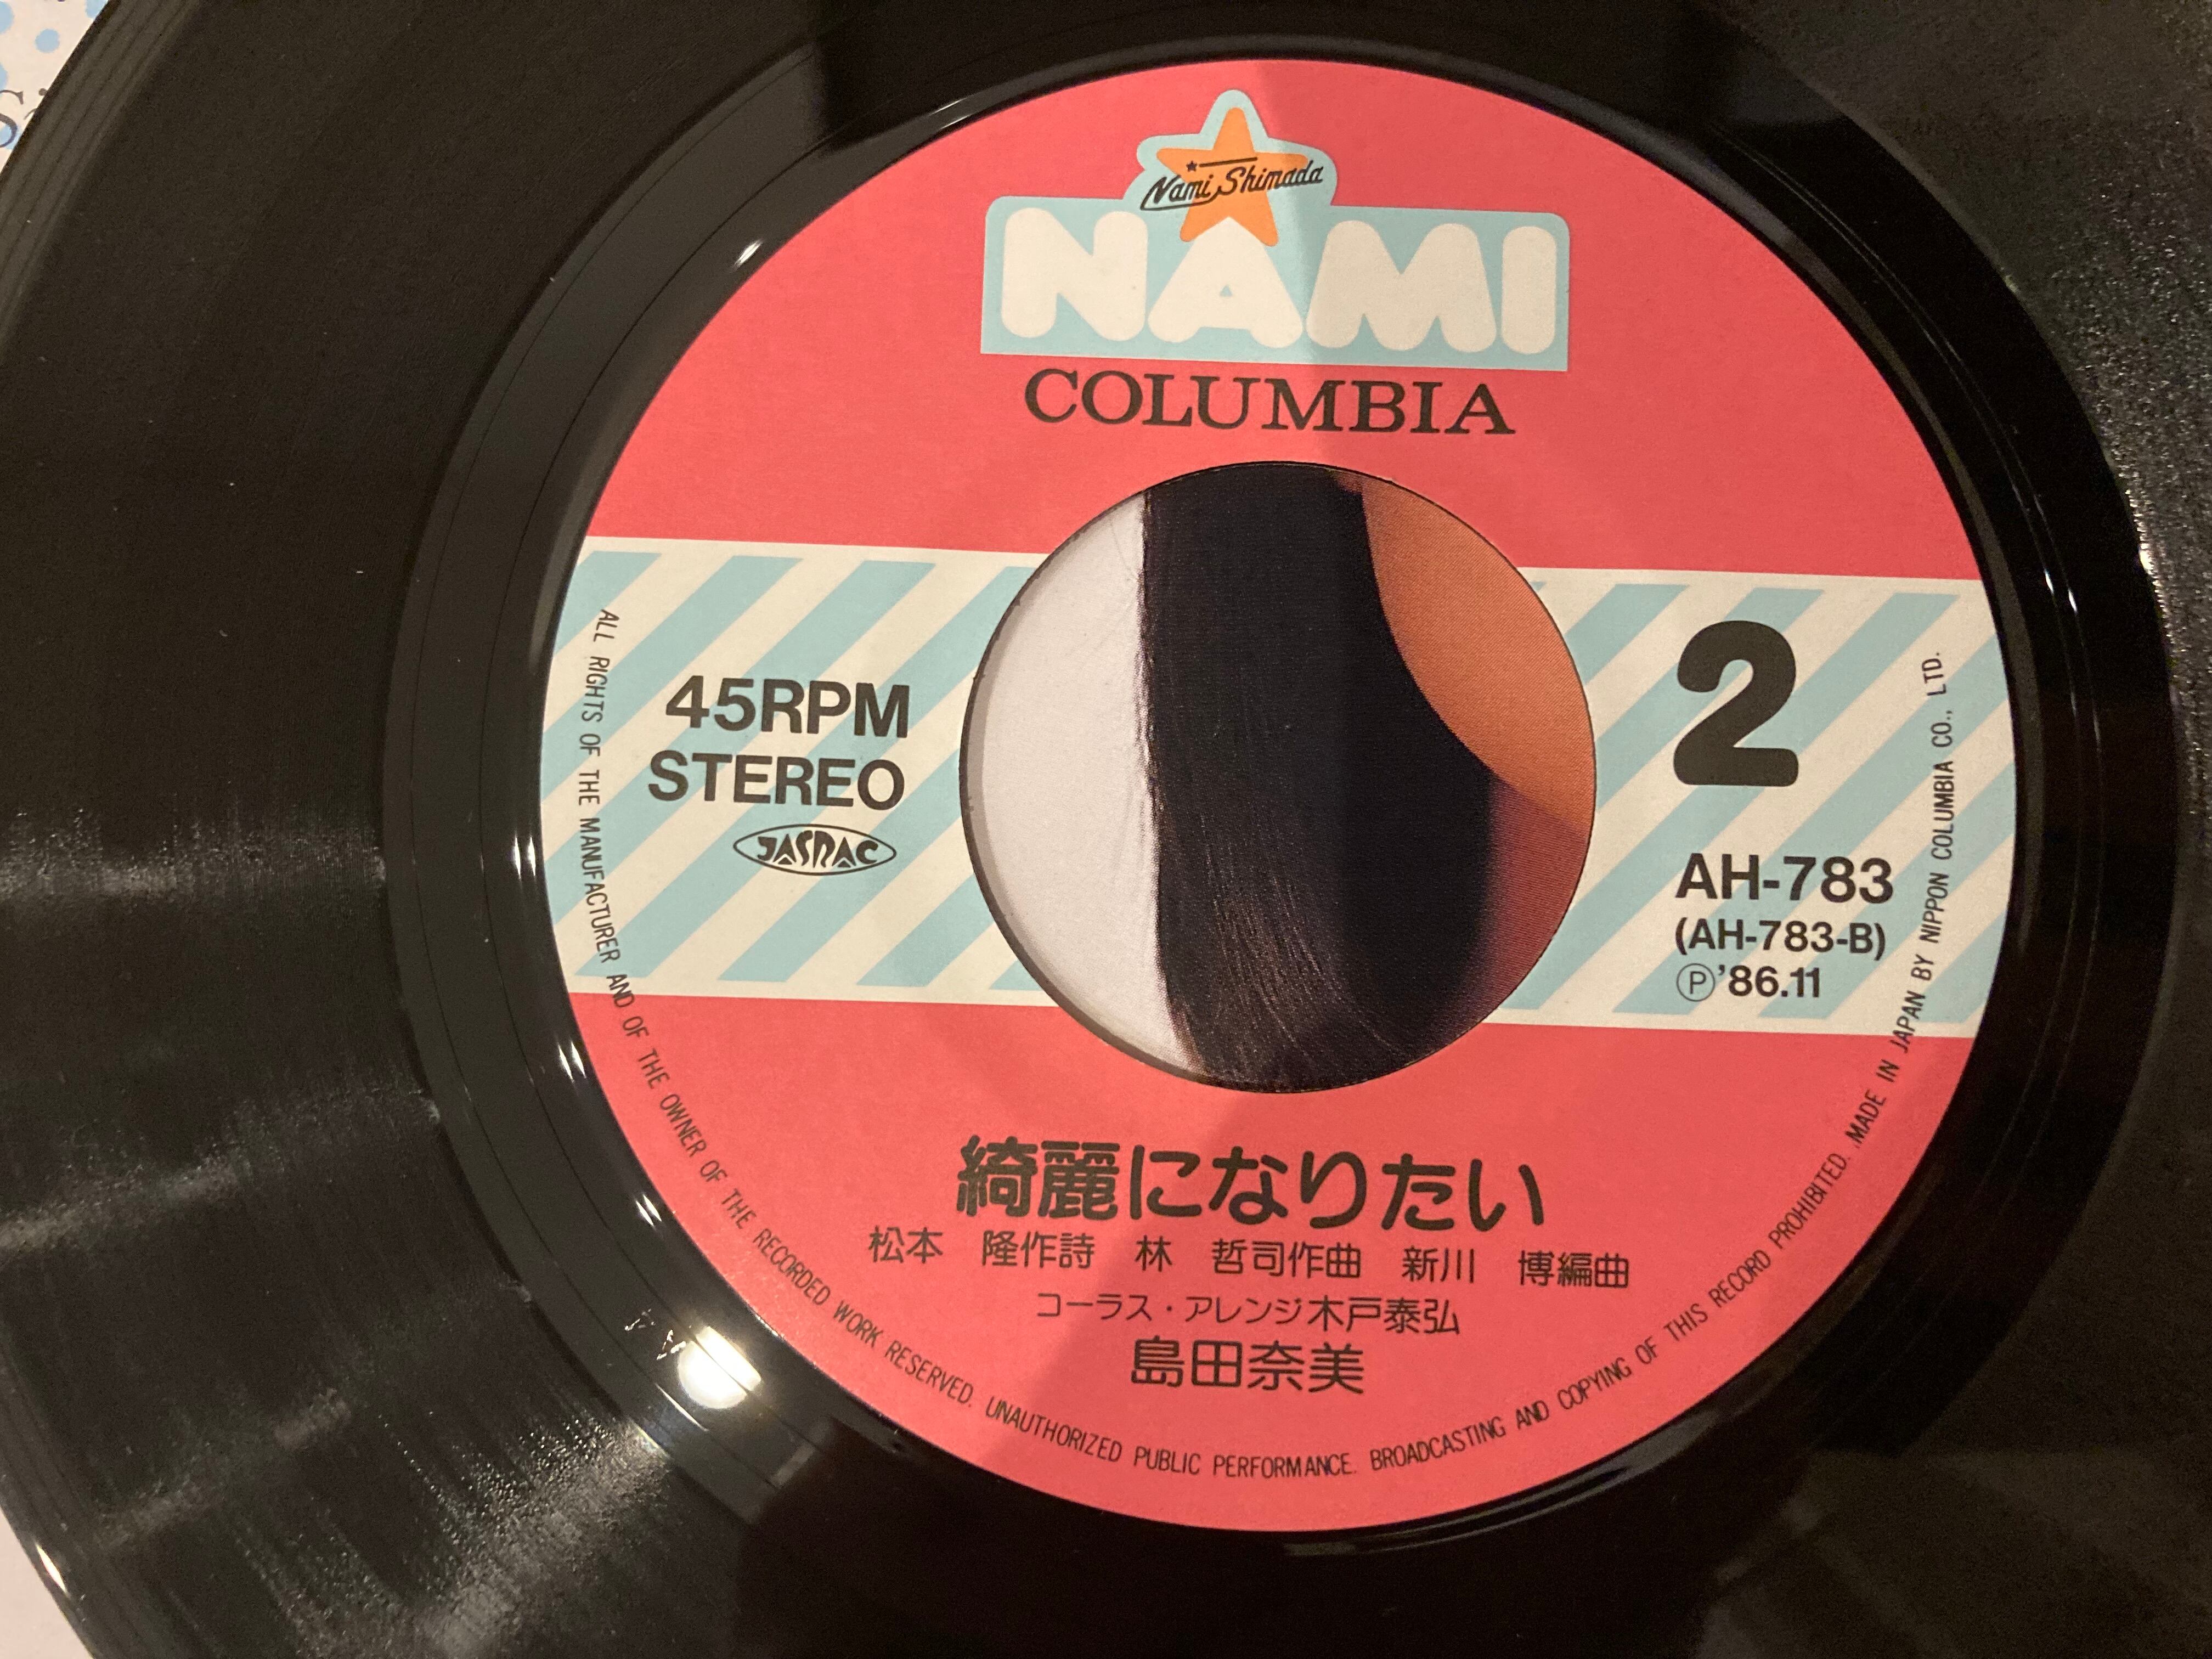 Nami Shimada
NAMI
COLUMBIA
45RPM
STEREO
JASRAC
2
AH-783
(AH-783-B)
Ⓟ'86.11
綺麗になりたい
松本　隆作詩　林　哲司作曲　新川　博編曲
コーラス・アレンジ木戸泰弘
島田奈美
ALL RIGHTS OF THE MANUFACTURER AND OF THE OWNER OF THE RECORDED WORK RESERVED. UNAUTHORIZED PUBLIC PERFORMANCE. BROADCASTING AND COPYING OF THIS RECORD PROHIBITED. MADE IN JAPAN BY NIPPON COLUMBIA CO., LTD.